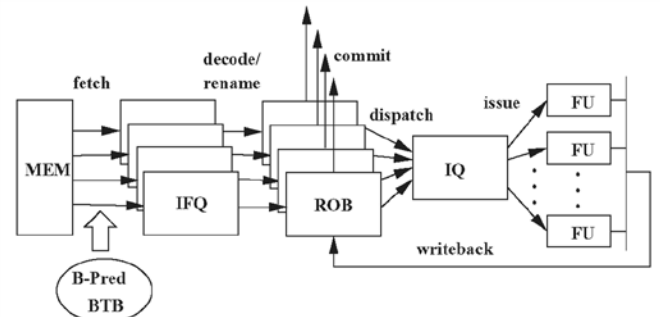 decode/
rename
commit
fetch
dispatch
issue
FU
MEM
IFQ
ROB
IQ
FU
FU
writeback
B-Pred
BTB